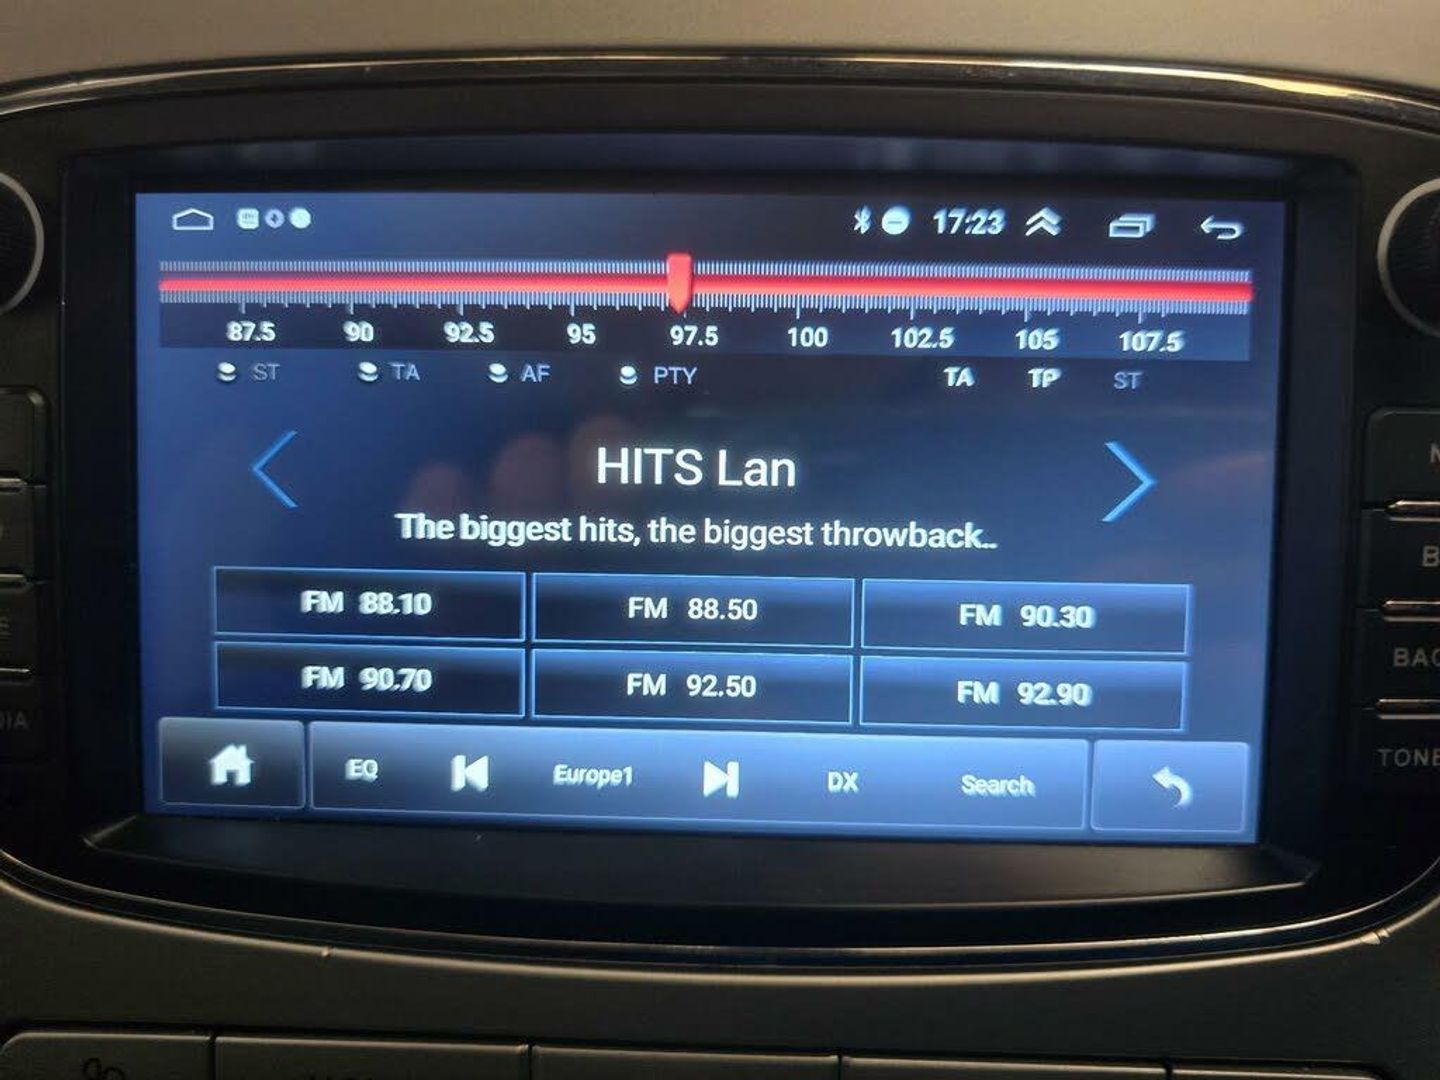 17:23
87.5 90 92.5 95 97.5 100 102.5 105 107.5
ST TA AF PTY TA TP ST
HITS Lan
The biggest hits, the biggest throwback..
FM 88.10 FM 88.50 FM 90.30
FM 90.70 FM 92.50 FM 92.90
EQ Europe1 DX Search
TONE